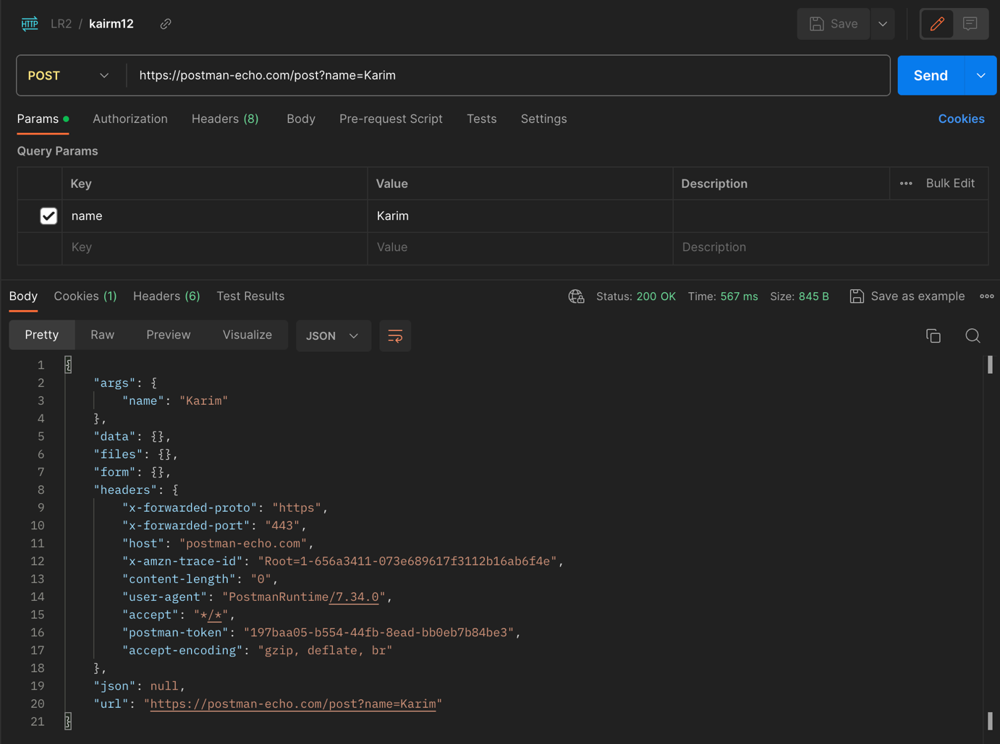 HTTP LR2 / kairm12 Save
POST https://postman-echo.com/post?name=Karim Send
Params Authorization Headers (8) Body Pre-request Script Tests Settings Cookies
Query Params
Key Value Description ••• Bulk Edit
name Karim
Key Value Description
Body Cookies (1) Headers (6) Test Results Status: 200 OK Time: 567 ms Size: 845 B Save as example •••
Pretty Raw Preview Visualize JSON
1 {
2 "args": {
3 "name": "Karim"
4 },
5 "data": {},
6 "files": {},
7 "form": {},
8 "headers": {
9 "x-forwarded-proto": "https",
10 "x-forwarded-port": "443",
11 "host": "postman-echo.com",
12 "x-amzn-trace-id": "Root=1-656a3411-073e689617f3112b16ab6f4e",
13 "content-length": "0",
14 "user-agent": "PostmanRuntime/7.34.0",
15 "accept": "*/*",
16 "postman-token": "197baa05-b554-44fb-8ead-bb0eb7b84be3",
17 "accept-encoding": "gzip, deflate, br"
18 },
19 "json": null,
20 "url": "https://postman-echo.com/post?name=Karim"
21 }